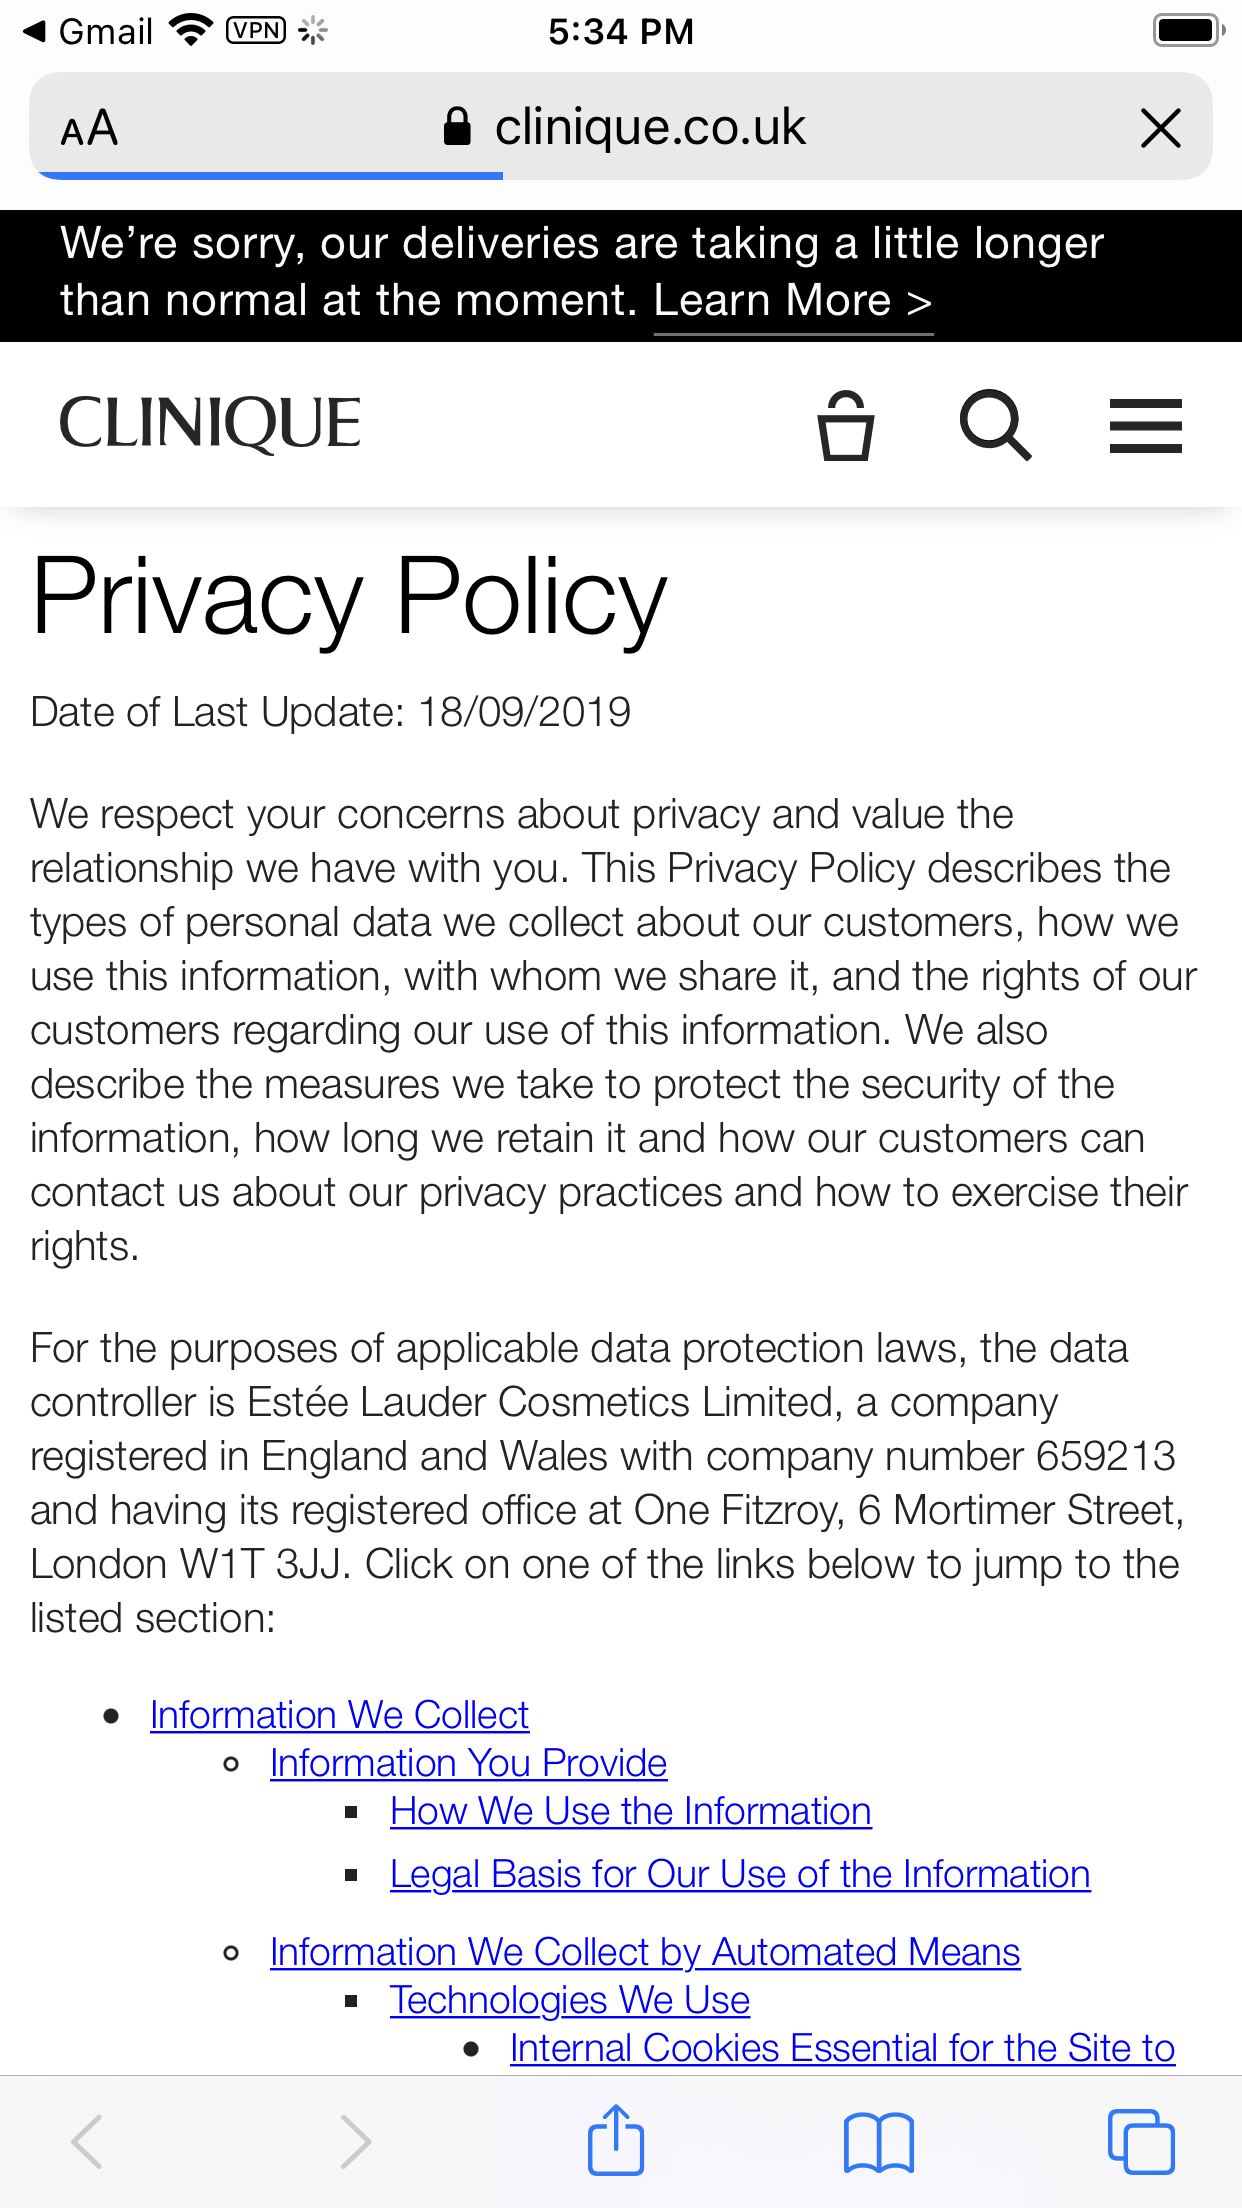 Gmail VPN 5:34 PM
AA clinique.co.uk
We’re sorry, our deliveries are taking a little longer
than normal at the moment. Learn More >
CLINIQUE
Privacy Policy
Date of Last Update: 18/09/2019
We respect your concerns about privacy and value the
relationship we have with you. This Privacy Policy describes the
types of personal data we collect about our customers, how we
use this information, with whom we share it, and the rights of our
customers regarding our use of this information. We also
describe the measures we take to protect the security of the
information, how long we retain it and how our customers can
contact us about our privacy practices and how to exercise their
rights.
For the purposes of applicable data protection laws, the data
controller is Estée Lauder Cosmetics Limited, a company
registered in England and Wales with company number 659213
and having its registered office at One Fitzroy, 6 Mortimer Street,
London W1T 3JJ. Click on one of the links below to jump to the
listed section:
Information We Collect
Information You Provide
How We Use the Information
Legal Basis for Our Use of the Information
Information We Collect by Automated Means
Technologies We Use
Internal Cookies Essential for the Site to